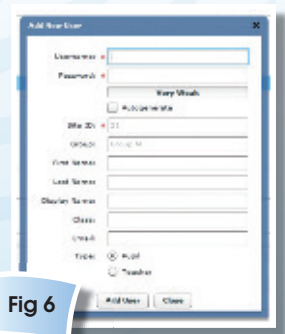 Add New User
Username: *
Password: *
Very Weak
Autogenerate
Site ID: * 21
Group:
First Name:
Last Name:
Display Name:
Class:
Email:
Type: Pupil
Teacher
Add User Close
Fig 6